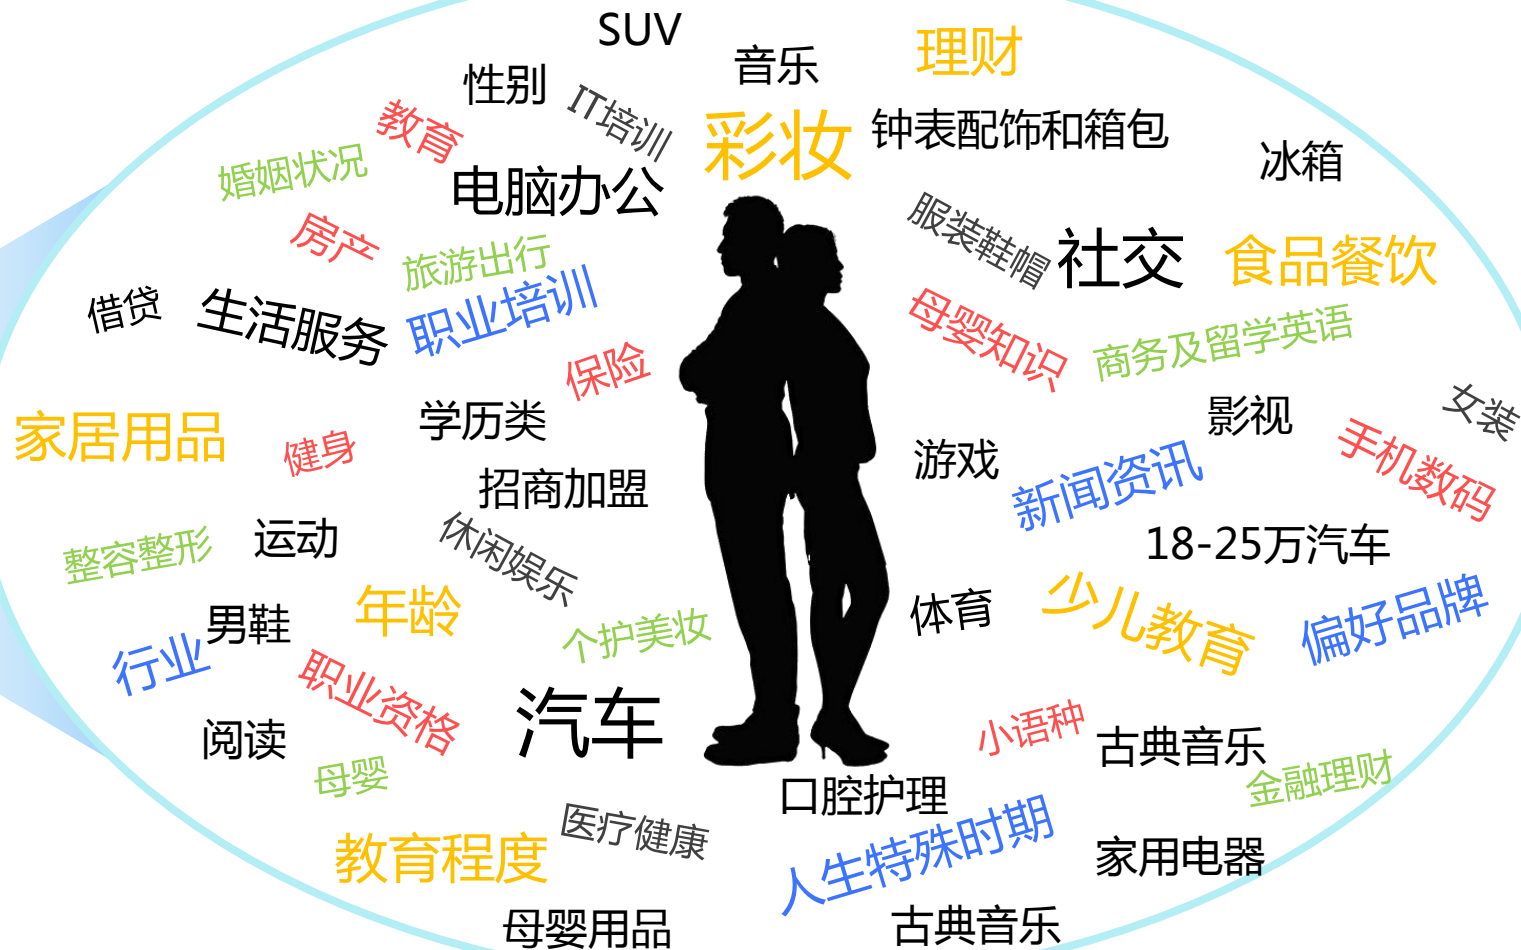 SUV
音乐
理财
性别
IT培训
教育
彩妆
钟表配饰和箱包
冰箱
婚姻状况
电脑办公
房产
服装鞋帽
社交
食品餐饮
旅游出行
借贷
生活服务
职业培训
母婴知识
商务及留学英语
保险
家居用品
学历类
影视
女装
健身
游戏
手机数码
招商加盟
新闻资讯
整容整形
运动
休闲娱乐
18-25万汽车
年龄
体育
少儿教育
偏好品牌
男鞋
行业
个护美妆
职业资格
汽车
阅读
小语种
古典音乐
母婴
金融理财
口腔护理
教育程度
医疗健康
人生特殊时期
家用电器
母婴用品
古典音乐